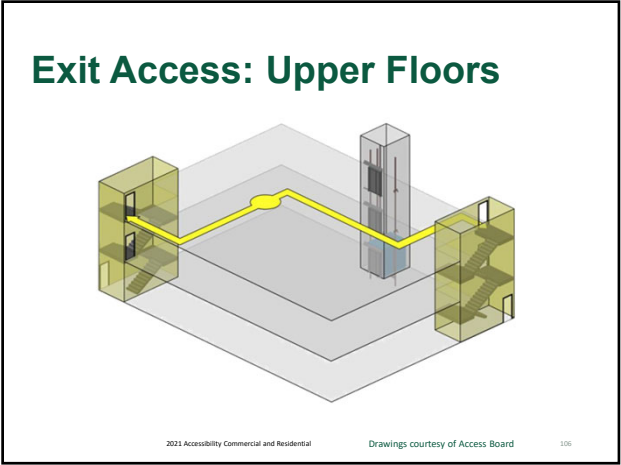 Exit Access: Upper Floors
2021 Accessibility Commercial and Residential
Drawings courtesy of Access Board
106